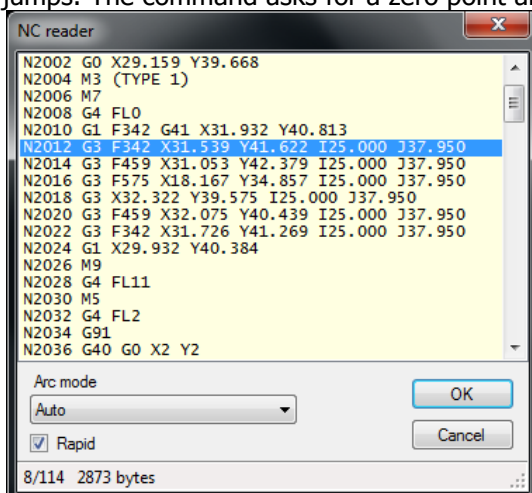 jumps. The command asks for a zero point a
NC reader
N2002 G0 X29.159 Y39.668
N2004 M3 (TYPE 1)
N2006 M7
N2008 G4 FL0
N2010 G1 F342 G41 X31.932 Y40.813
N2012 G3 F342 X31.539 Y41.622 I25.000 J37.950
N2014 G3 F459 X31.053 Y42.379 I25.000 J37.950
N2016 G3 F575 X18.167 Y34.857 I25.000 J37.950
N2018 G3 X32.322 Y39.575 I25.000 J37.950
N2020 G3 F459 X32.075 Y40.439 I25.000 J37.950
N2022 G3 F342 X31.726 Y41.269 I25.000 J37.950
N2024 G1 X29.932 Y40.384
N2026 M9
N2028 G4 FL11
N2030 M5
N2032 G4 FL2
N2034 G91
N2036 G40 G0 X2 Y2
Arc mode
Auto
OK
Rapid
Cancel
8/114 2873 bytes